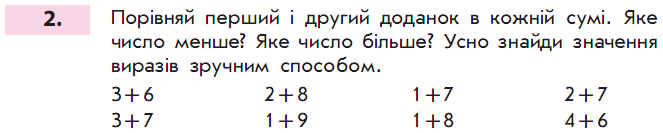 2. Порівняй перший і другий доданок в кожній сумі. Яке
число менше? Яке число більше? Усно знайди значення
виразів зручним способом.
3+6 2+8 1+7 2+7
3+7 1+9 1+8 4+6